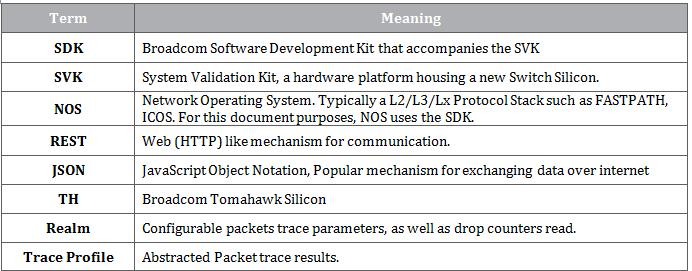 Term Meaning
SDK Broadcom Software Development Kit that accompanies the SVK
SVK System Validation Kit, a hardware platform housing a new Switch Silicon.
NOS Network Operating System. Typically a L2/L3/Lx Protocol Stack such as FASTPATH,
ICOS. For this document purposes, NOS uses the SDK.
REST Web (HTTP) like mechanism for communication.
JSON JavaScript Object Notation, Popular mechanism for exchanging data over internet
TH Broadcom Tomahawk Silicon
Realm Configurable packets trace parameters, as well as drop counters read.
Trace Profile Abstracted Packet trace results.